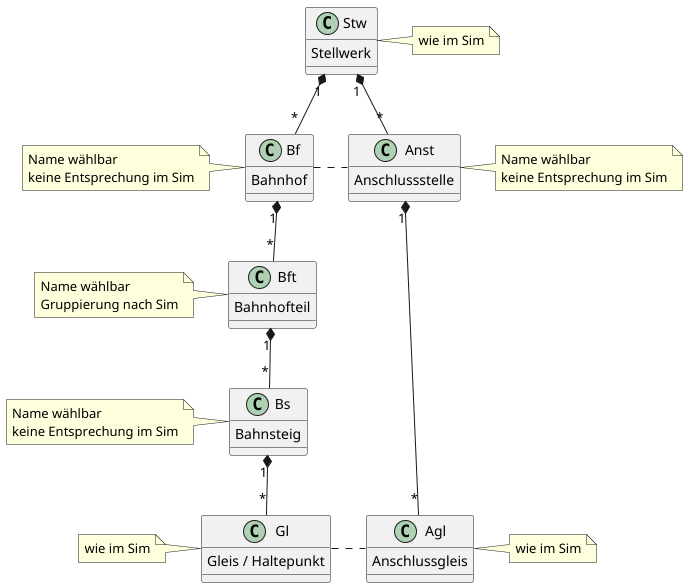 C Stw
Stellwerk
wie im Sim
1
1
*
*
Name wählbar
keine Entsprechung im Sim
C Bf
Bahnhof
C Anst
Anschlussstelle
Name wählbar
keine Entsprechung im Sim
1
1
*
Name wählbar
Gruppierung nach Sim
C Bft
Bahnhofteil
1
*
Name wählbar
keine Entsprechung im Sim
C Bs
Bahnsteig
1
*
*
wie im Sim
C Gl
Gleis / Haltepunkt
C Agl
Anschlussgleis
wie im Sim